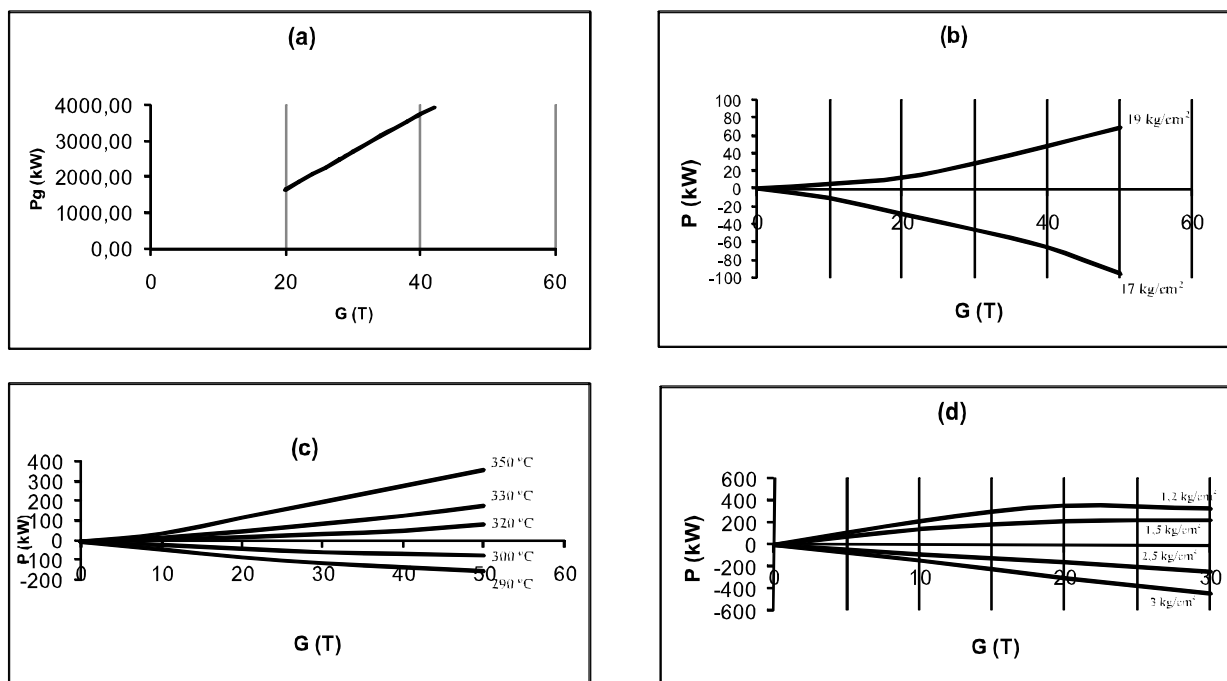 (a)
4000,00
3000,00
2000,00
1000,00
0,00
Pg (kW)
0 20 40 60
G (T)
(b)
100
80
60
40
20
0
-20
-40
-60
-80
-100
P (kW)
0 20 40 60
19 kg/cm²
17 kg/cm²
G (T)
(c)
400
300
200
100
0
-100
-200
P (kW)
0 10 20 30 40 50 60
350 °C
330 °C
320 °C
300 °C
290 °C
G (T)
(d)
600
400
200
0
-200
-400
-600
P (kW)
0 10 20 30
1,2 kg/cm²
1,5 kg/cm²
2,5 kg/cm²
3 kg/cm²
G (T)